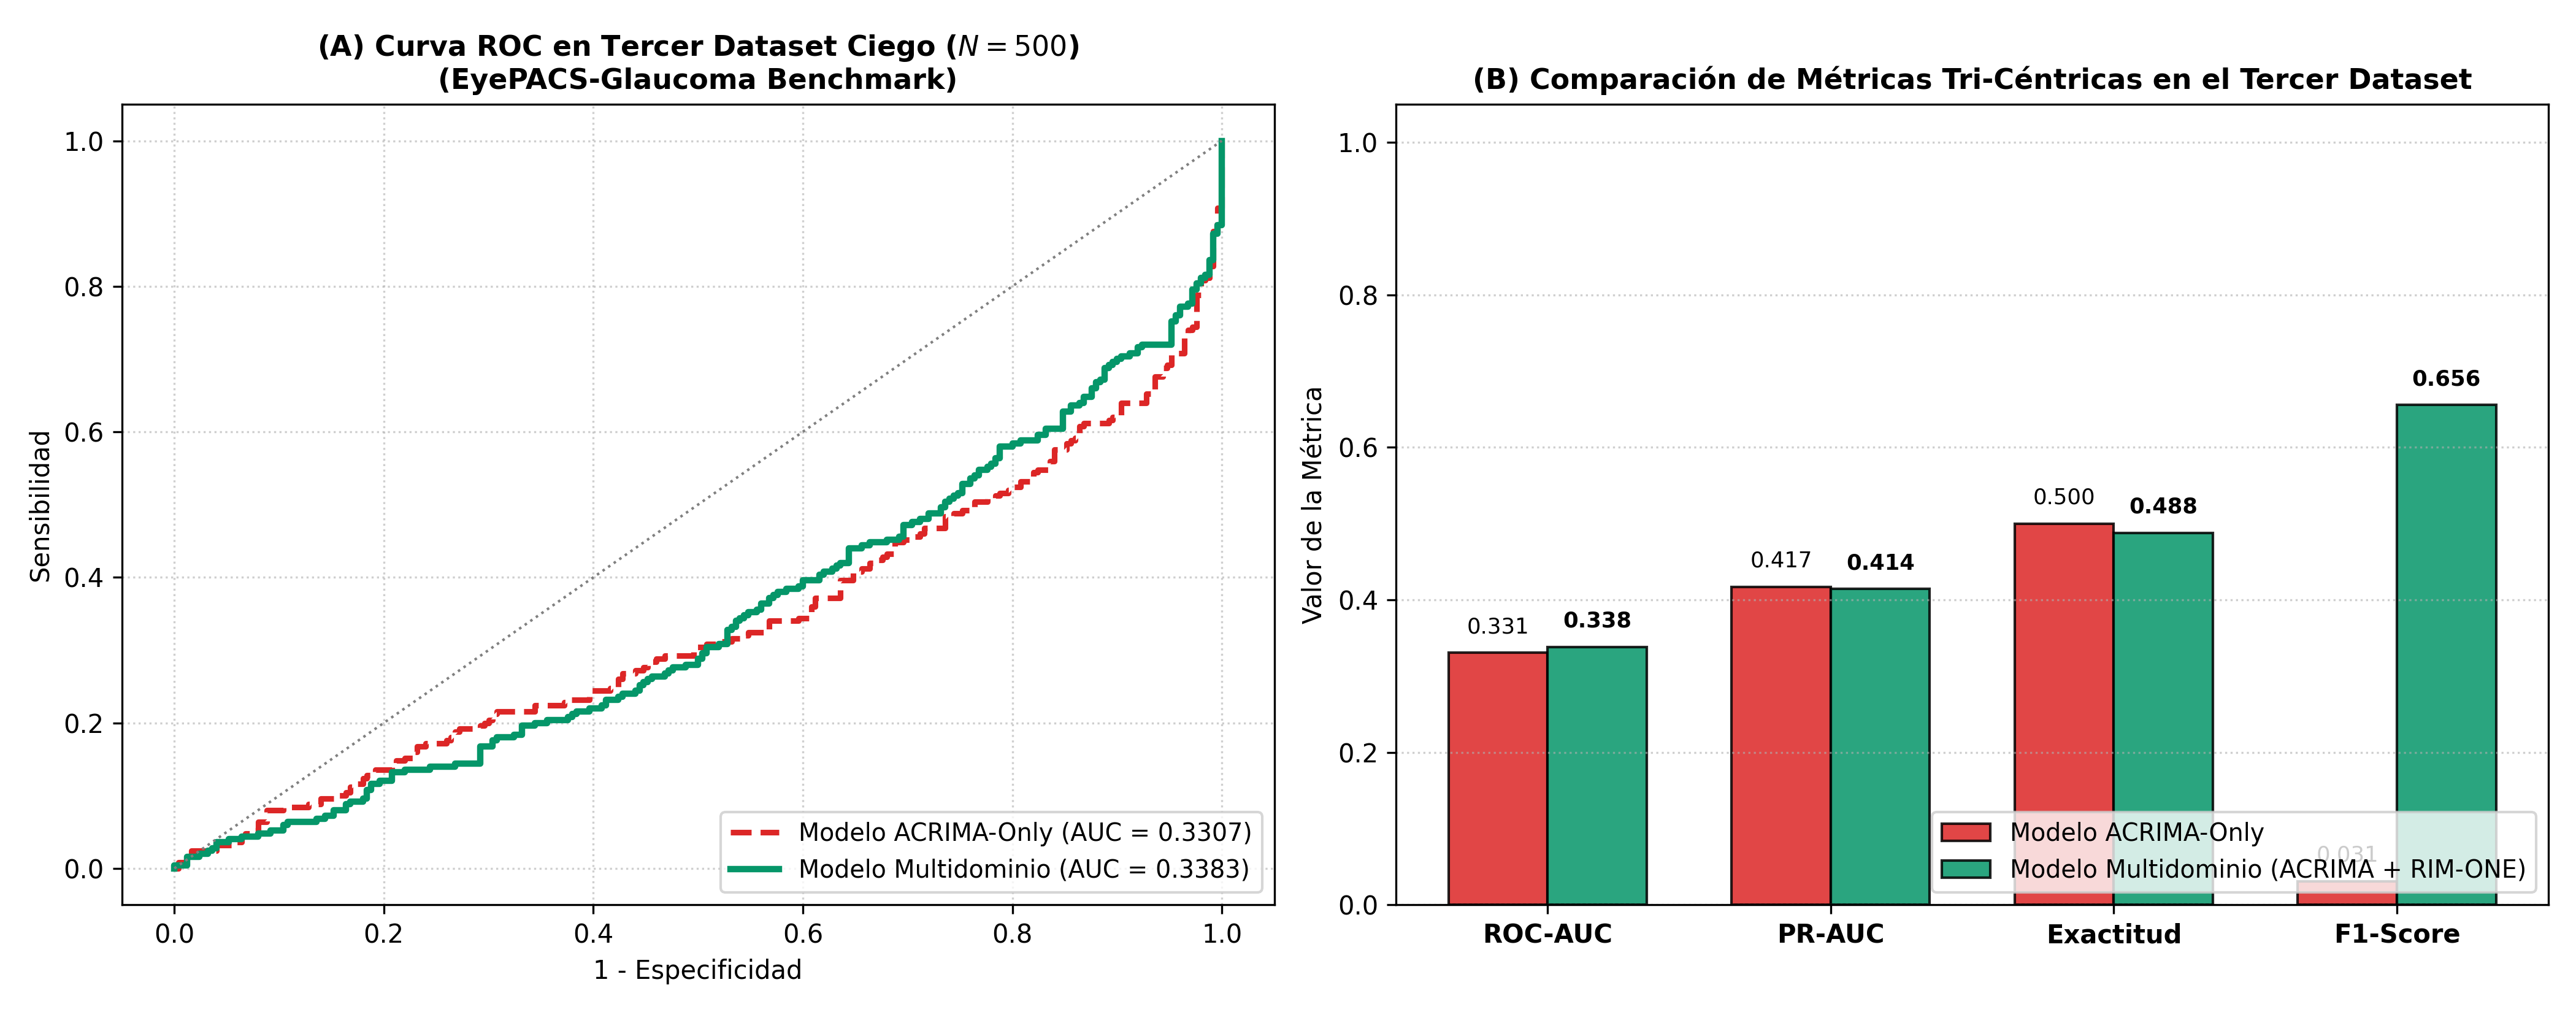 (A) Curva ROC en Tercer Dataset Ciego (N = 500)
(EyePACS-Glaucoma Benchmark)
Sensibilidad
1.0
0.8
0.6
0.4
0.2
0.0
0.0 0.2 0.4 0.6 0.8 1.0
1 - Especificidad
Modelo ACRIMA-Only (AUC = 0.3307)
Modelo Multidominio (AUC = 0.3383)
(B) Comparación de Métricas Tri-Céntricas en el Tercer Dataset
Valor de la Métrica
1.0
0.8
0.6
0.4
0.2
0.0
0.331
0.338
0.417
0.414
0.500
0.488
0.031
0.656
Modelo ACRIMA-Only
Modelo Multidominio (ACRIMA + RIM-ONE)
ROC-AUC PR-AUC Exactitud F1-Score